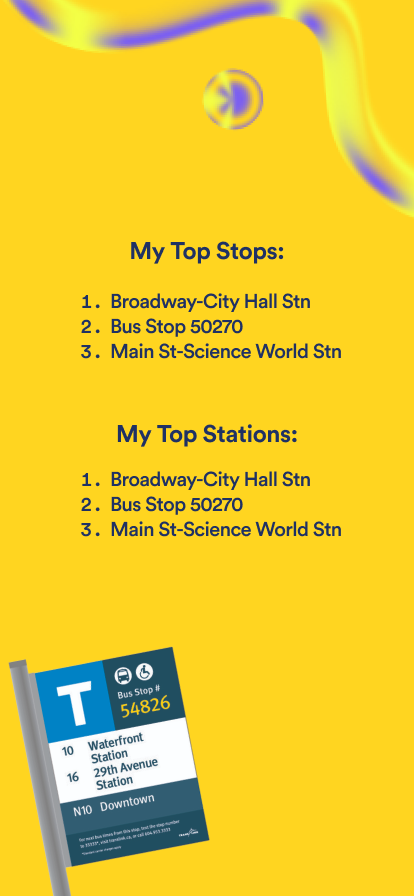 My Top Stops:
1. Broadway-City Hall Stn
2. Bus Stop 50270
3. Main St-Science World Stn
My Top Stations:
1. Broadway-City Hall Stn
2. Bus Stop 50270
3. Main St-Science World Stn
T
Bus Stop #
54826
10 Waterfront
Station
16 29th Avenue
Station
N10 Downtown